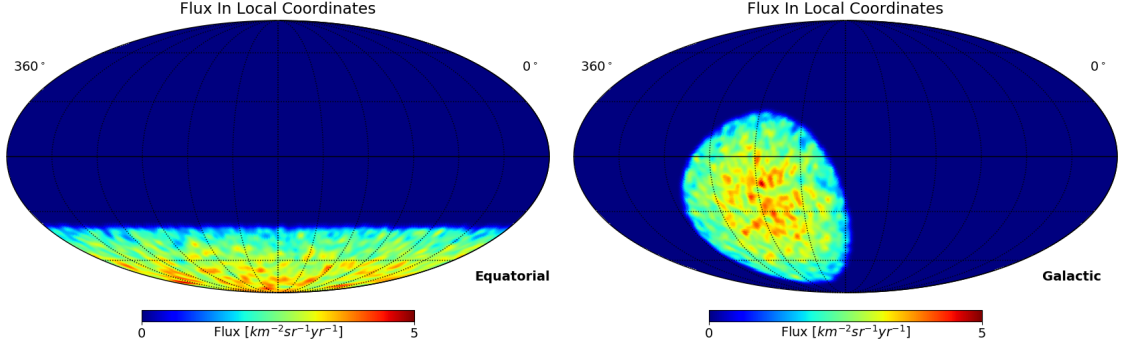 Flux In Local Coordinates
360°
0°
Equatorial
0
Flux [km⁻²sr⁻¹yr⁻¹]
5
Flux In Local Coordinates
360°
0°
Galactic
0
Flux [km⁻²sr⁻¹yr⁻¹]
5